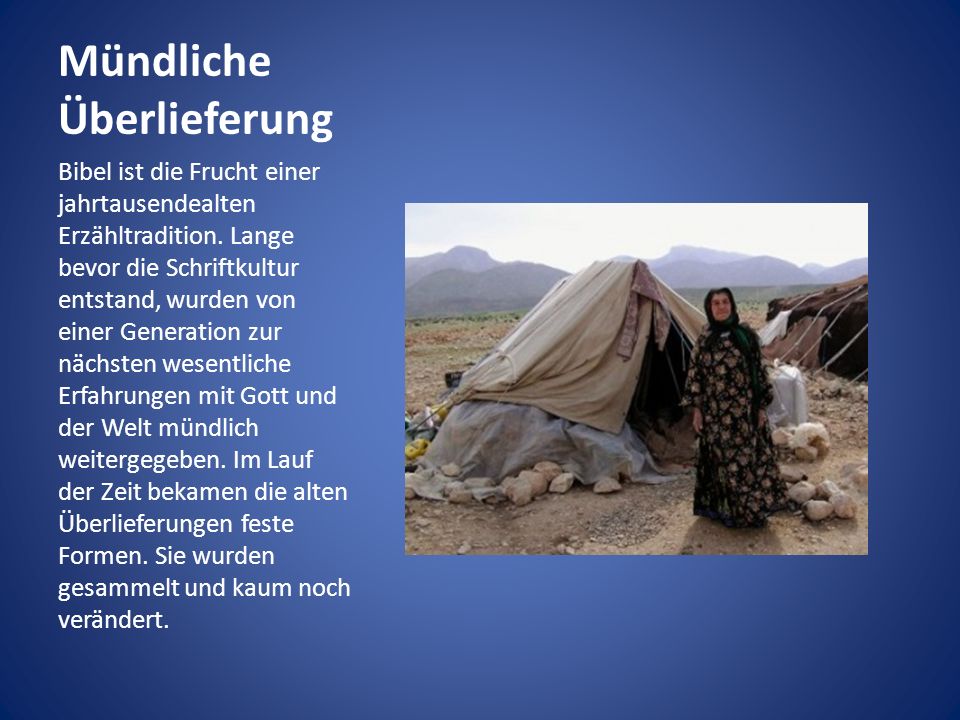 Mündliche
Überlieferung
Bibel ist die Frucht einer
jahrtausendealten
Erzähltradition. Lange
bevor die Schriftkultur
entstand, wurden von
einer Generation zur
nächsten wesentliche
Erfahrungen mit Gott und
der Welt mündlich
weitergegeben. Im Lauf
der Zeit bekamen die alten
Überlieferungen feste
Formen. Sie wurden
gesammelt und kaum noch
verändert.